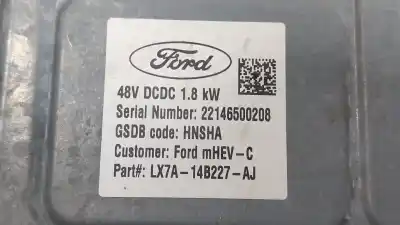 Ford
48V DCDC 1.8 kW
Serial Number: 22146500208
GSDB code: HNSHA
Customer: Ford mHEV-C
Part#: LX7A-14B227-AJ